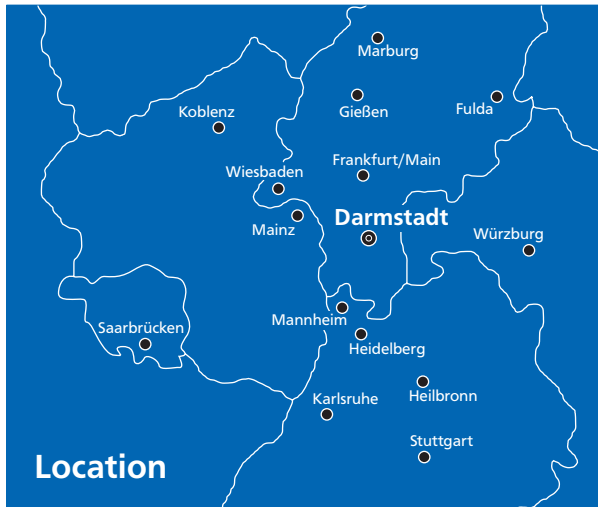 Marburg
Gießen
Fulda
Koblenz
Frankfurt/Main
Wiesbaden
Darmstadt
Mainz
Würzburg
Mannheim
Saarbrücken
Heidelberg
Karlsruhe
Heilbronn
Stuttgart
Location